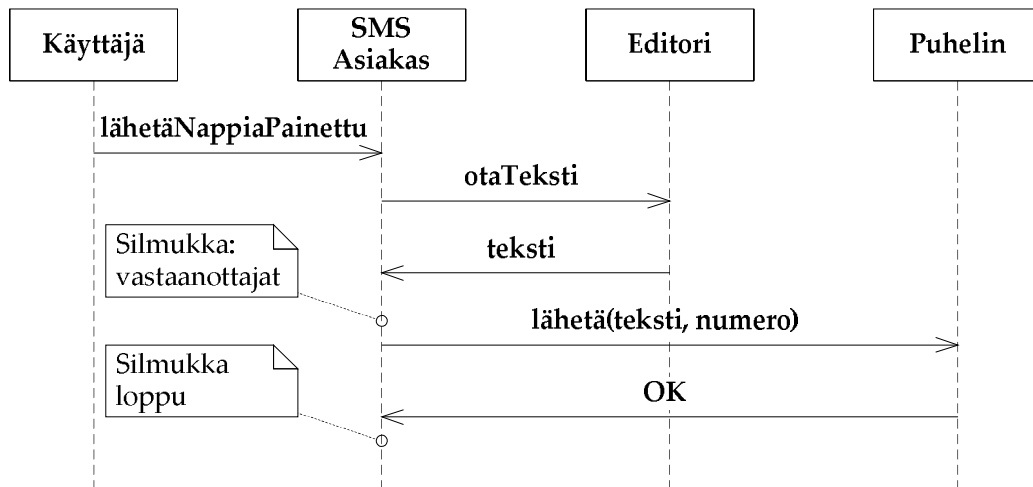 Käyttäjä
SMS
Asiakas
Editori
Puhelin
lähetäNappiaPainettu
otaTeksti
Silmukka:
vastaanottajat
teksti
lähetä(teksti, numero)
Silmukka
loppu
OK